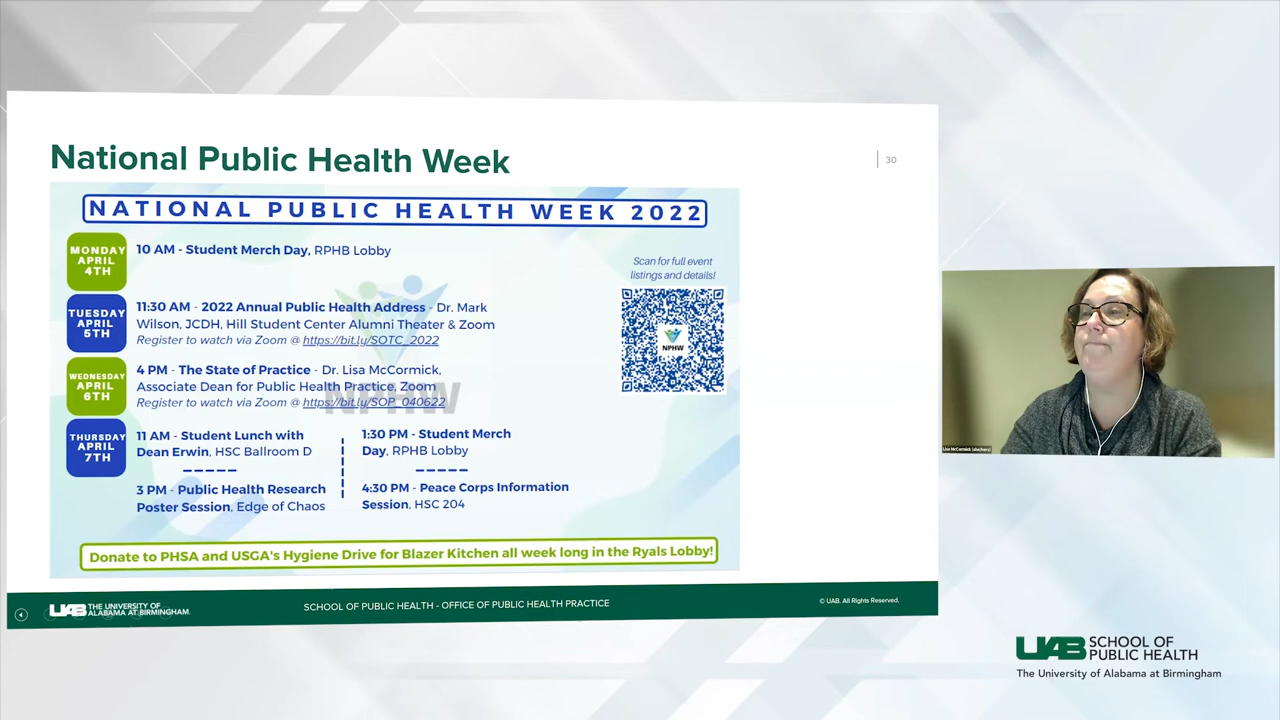 National Public Health Week
30
NATIONAL PUBLIC HEALTH WEEK 2022
MONDAY
APRIL
4TH
10 AM - Student Merch Day, RPHB Lobby
Scan for full event
listings and details!
NPHW
TUESDAY
APRIL
5TH
11:30 AM - 2022 Annual Public Health Address - Dr. Mark
Wilson, JCDH, Hill Student Center Alumni Theater & Zoom
Register to watch via Zoom @ https://bit.ly/SOTC_2022
WEDNESDAY
APRIL
6TH
4 PM - The State of Practice - Dr. Lisa McCormick,
Associate Dean for Public Health Practice, Zoom
Register to watch via Zoom @ https://bit.ly/SOP_040622
NPHW
THURSDAY
APRIL
7TH
11 AM - Student Lunch with
Dean Erwin, HSC Ballroom D
3 PM - Public Health Research
Poster Session, Edge of Chaos
1:30 PM - Student Merch
Day, RPHB Lobby
4:30 PM - Peace Corps Information
Session, HSC 204
Donate to PHSA and USGA's Hygiene Drive for Blazer Kitchen all week long in the Ryals Lobby!
UAB THE UNIVERSITY OF
ALABAMA AT BIRMINGHAM.
SCHOOL OF PUBLIC HEALTH - OFFICE OF PUBLIC HEALTH PRACTICE
© UAB. All Rights Reserved.
UAB SCHOOL OF
PUBLIC HEALTH
The University of Alabama at Birmingham